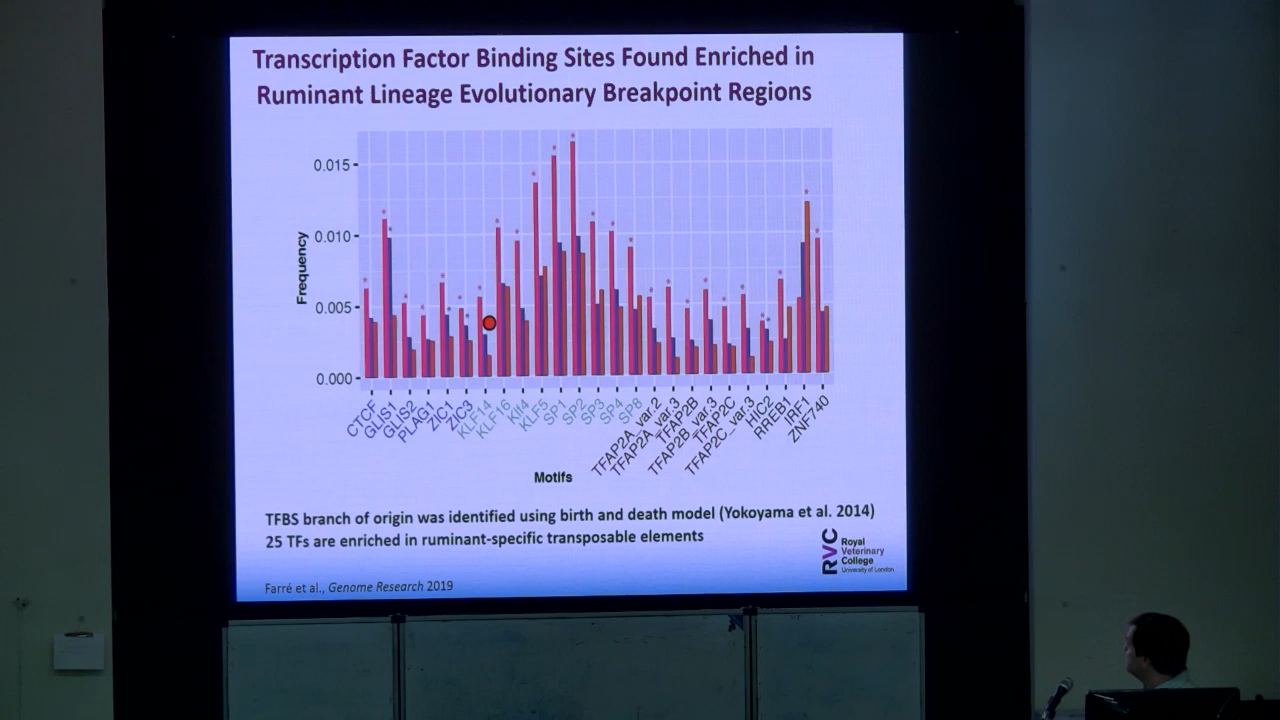 Transcription Factor Binding Sites Found Enriched in
Ruminant Lineage Evolutionary Breakpoint Regions
Frequency
0.015
0.010
0.005
0.000
CTCF
GLIS1
GLIS2
PLAG1
ZIC1
ZIC3
KLF14
KLF16
Klf4
KLF5
SP1
SP2
SP3
SP4
SP8
TFAP2A_var.2
TFAP2A_var.3
TFAP2B
TFAP2B_var.3
TFAP2C
TFAP2C_var.3
HIC2
RREB1
IRF1
ZNF740
Motifs
TFBS branch of origin was identified using birth and death model (Yokoyama et al. 2014)
25 TFs are enriched in ruminant-specific transposable elements
RVC
Royal
Veterinary
College
University of London
Farré et al., Genome Research 2019